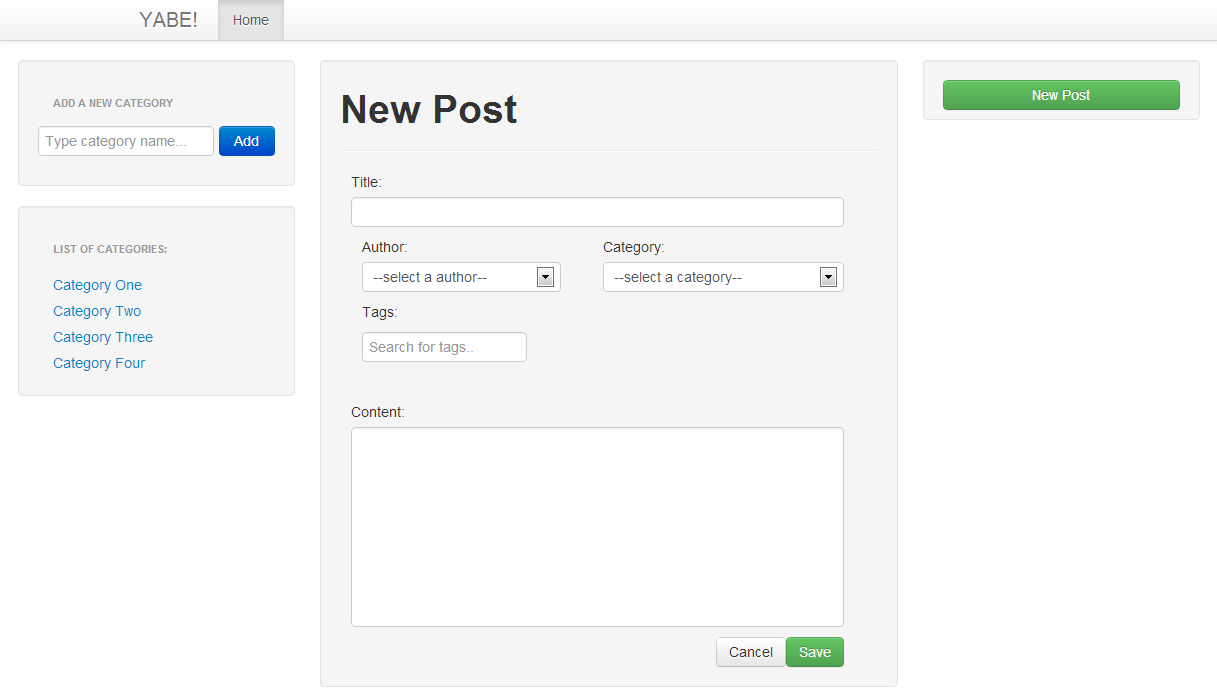 YABE! Home
ADD A NEW CATEGORY
Type category name... Add
LIST OF CATEGORIES:
Category One
Category Two
Category Three
Category Four
New Post
Title:
Author: Category:
--select a author-- --select a category--
Tags:
Search for tags..
Content:
Cancel Save
New Post